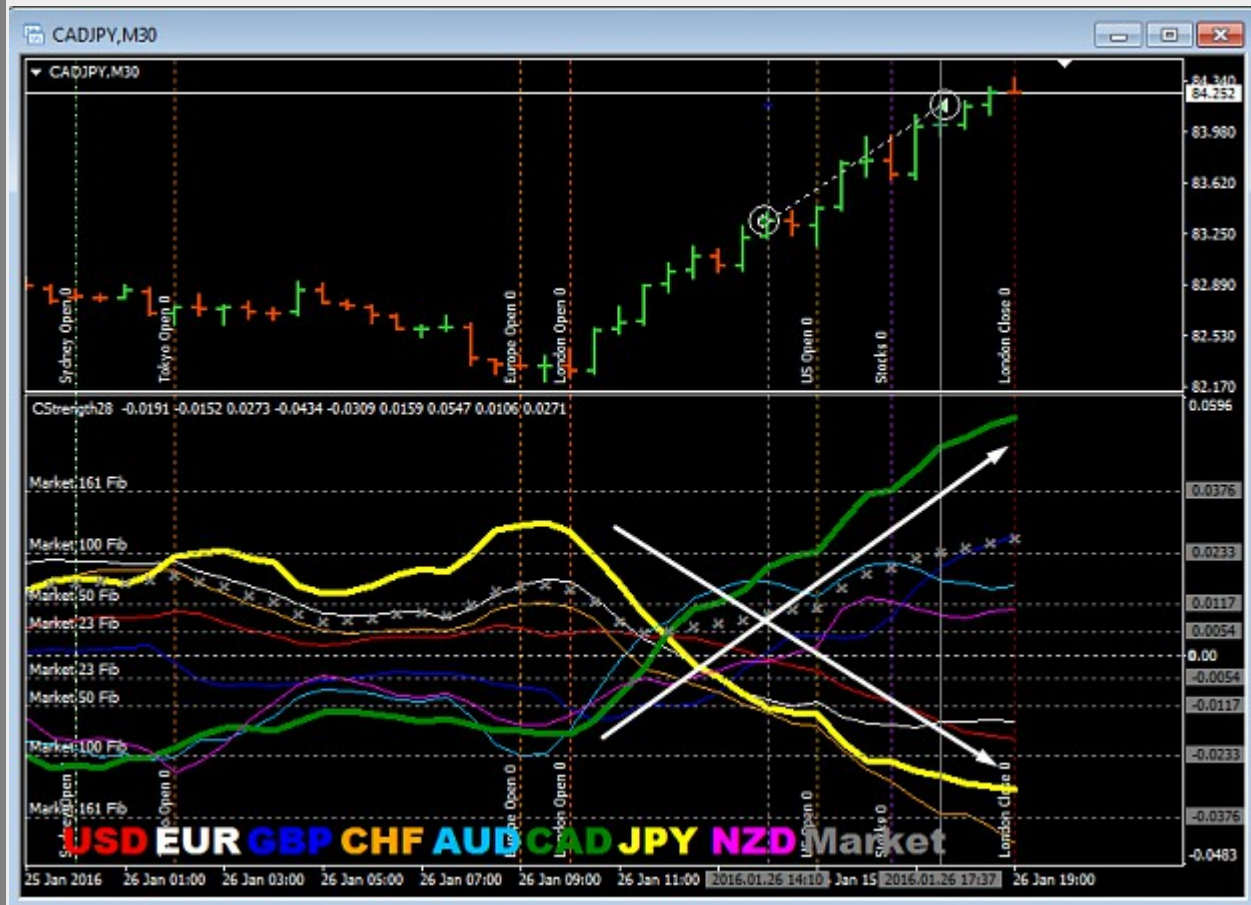 CADJPY,M30
CADJPY,M30
84.340
84.252
83.980
83.620
83.250
82.890
82.530
82.170
Sydney Open 0
Tokyo Open 0
Europe Open 0
London Open 0
US Open 0
Stocks 0
London Close 0
CStrength28 -0.0191 -0.0152 0.0273 -0.0434 -0.0309 0.0159 0.0547 0.0106 0.0271
0.0596
Market 161 Fib
0.0376
Market 100 Fib
0.0233
Market 50 Fib
0.0117
Market 23 Fib
0.0054
0.00
Market 23 Fib
-0.0054
Market 50 Fib
-0.0117
Market 100 Fib
-0.0233
Market 161 Fib
-0.0376
-0.0483
Europe Open 0
London Open 0
London Close 0
USD EUR GBP CHF AUD CAD JPY NZD Market
25 Jan 2016 26 Jan 01:00 26 Jan 03:00 26 Jan 05:00 26 Jan 07:00 26 Jan 09:00 26 Jan 11:00 2016.01.26 14:10 Jan 15 2016.01.26 17:37 26 Jan 19:00